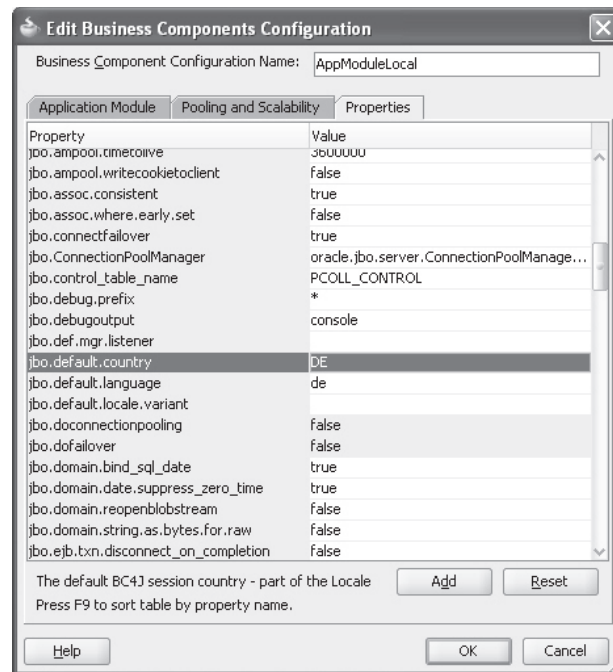 Edit Business Components Configuration
Business Component Configuration Name: AppModuleLocal
Application Module Pooling and Scalability Properties
Property Value
jbo.ampool.timetolive 3600000
jbo.ampool.writecookietoclient false
jbo.assoc.consistent true
jbo.assoc.where.early.set false
jbo.connectfailover true
jbo.ConnectionPoolManager oracle.jbo.server.ConnectionPoolManage...
jbo.control_table_name PCOLL_CONTROL
jbo.debug.prefix *
jbo.debugoutput console
jbo.def.mgr.listener
jbo.default.country DE
jbo.default.language de
jbo.default.locale.variant
jbo.doconnectionpooling false
jbo.dofailover false
jbo.domain.bind_sql_date true
jbo.domain.date.suppress_zero_time true
jbo.domain.reopenblobstream false
jbo.domain.string.as.bytes.for.raw false
jbo.ejb.txn.disconnect_on_completion false
The default BC4J session country - part of the Locale Add Reset
Press F9 to sort table by property name.
Help OK Cancel